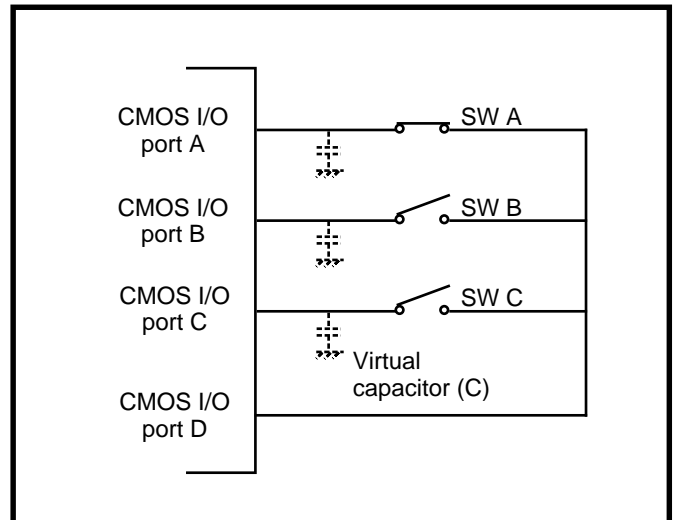 CMOS I/O
port A
SW A
CMOS I/O
port B
SW B
CMOS I/O
port C
SW C
Virtual
capacitor (C)
CMOS I/O
port D